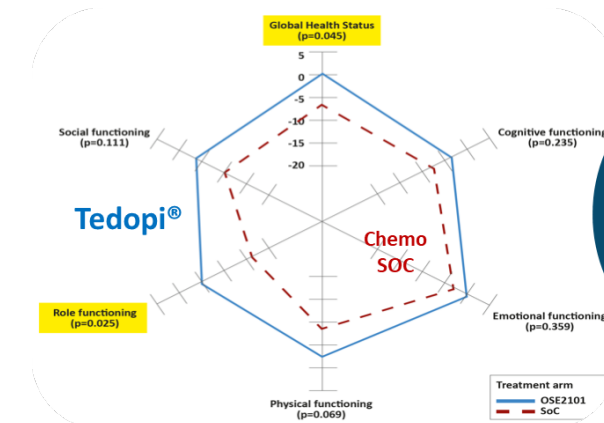 Global Health Status
(p=0.045)
5
0
-5
-10
-15
-20
Social functioning
(p=0.111)
Cognitive functioning
(p=0.235)
Tedopi®
Chemo
SOC
Role functioning
(p=0.025)
Emotional functioning
(p=0.359)
Physical functioning
(p=0.069)
Treatment arm
OSE2101
SoC